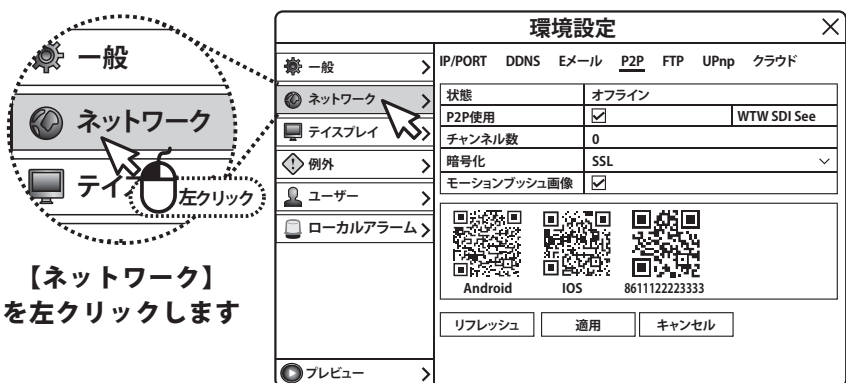 一般
ネットワーク
テイス
左クリック
【ネットワーク】
を左クリックします
環境設定
一般
ネットワーク
テイスプレイ
例外
ユーザー
ローカルアラーム
プレビュー
IP/PORT DDNS Eメール P2P FTP UPnp クラウド
状態 オフライン
P2P使用 WTW SDI See
チャンネル数 0
暗号化 SSL
モーションブッシュ画像
Android IOS 8611122223333
リフレッシュ 適用 キャンセル